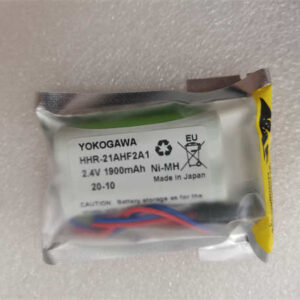 YOKOGAWA
HHR-21AHF2A1
2.4V 1900mAh Ni-MH
20-10 Made in Japan
EU
CAUTION: Battery storage as for the